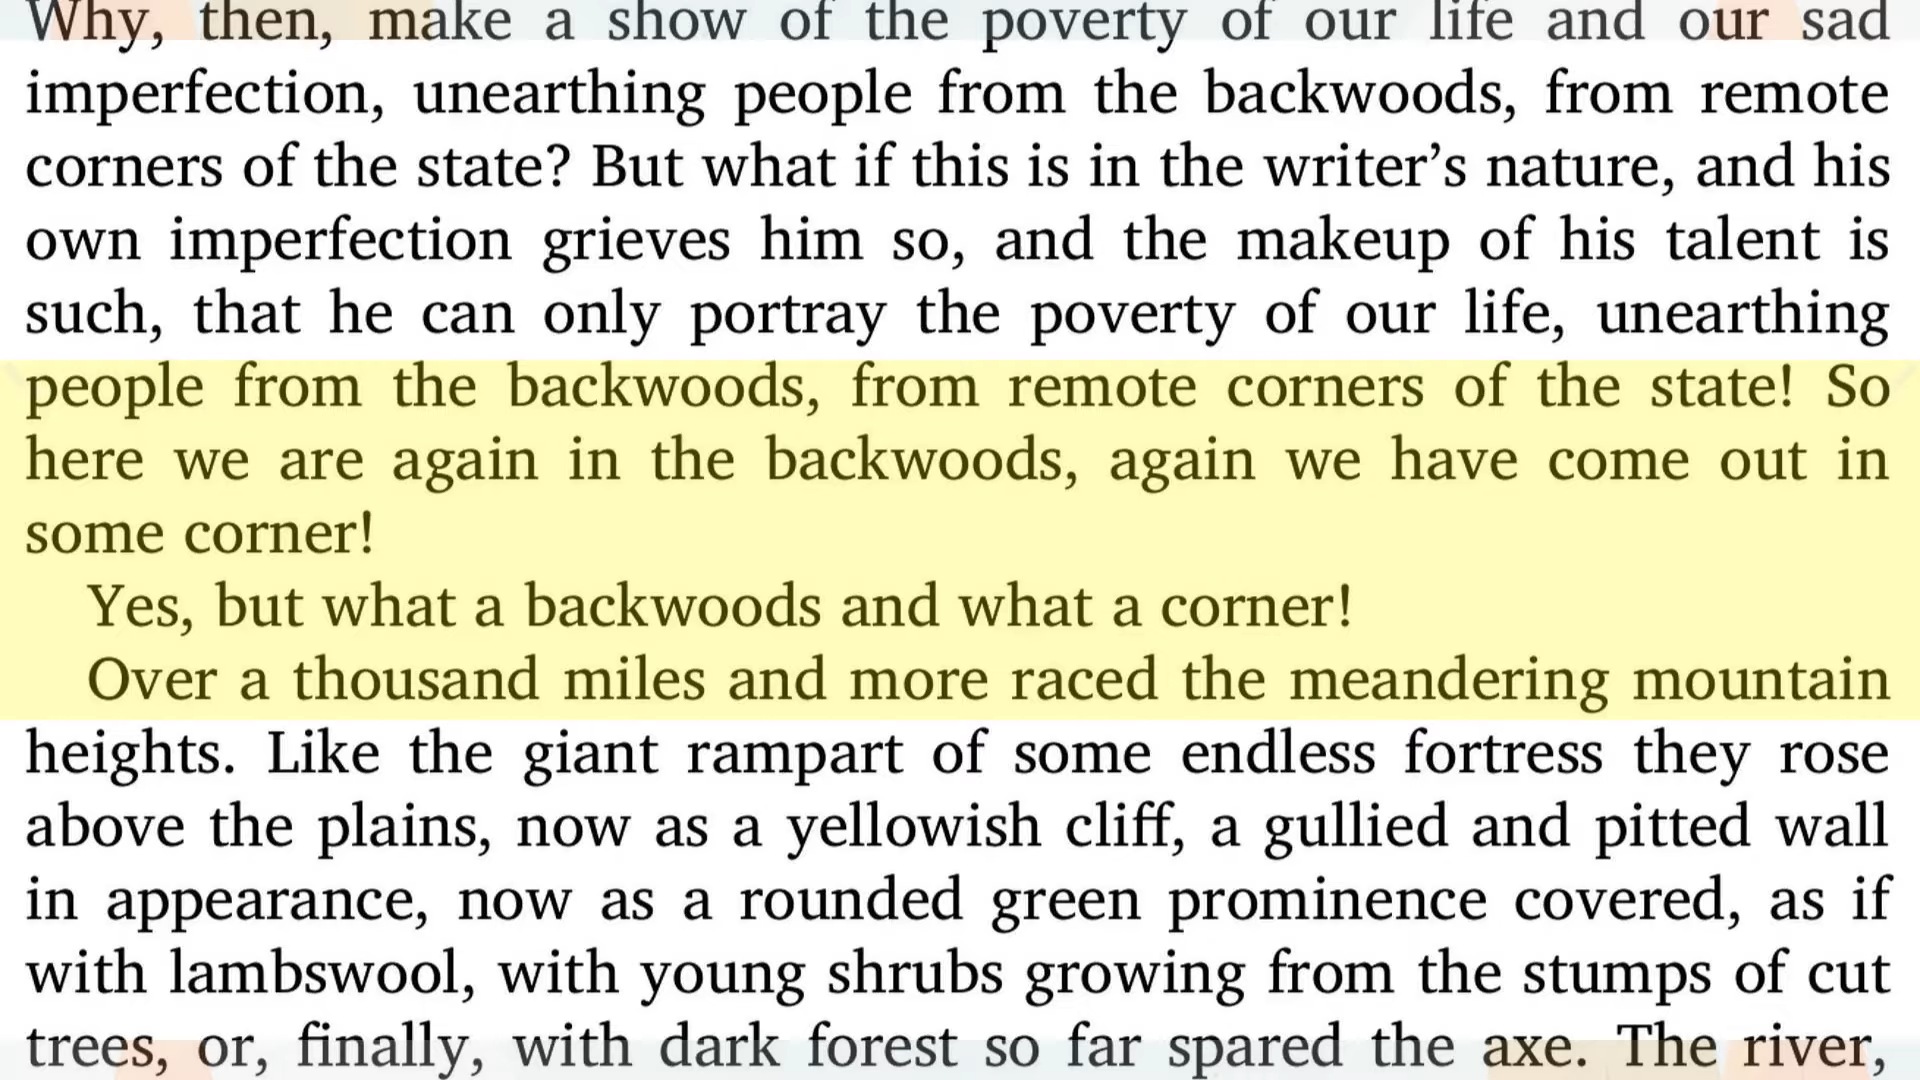 Why, then, make a show of the poverty of our life and our sad
imperfection, unearthing people from the backwoods, from remote
corners of the state? But what if this is in the writer’s nature, and his
own imperfection grieves him so, and the makeup of his talent is
such, that he can only portray the poverty of our life, unearthing
people from the backwoods, from remote corners of the state! So
here we are again in the backwoods, again we have come out in
some corner!
Yes, but what a backwoods and what a corner!
Over a thousand miles and more raced the meandering mountain
heights. Like the giant rampart of some endless fortress they rose
above the plains, now as a yellowish cliff, a gullied and pitted wall
in appearance, now as a rounded green prominence covered, as if
with lambswool, with young shrubs growing from the stumps of cut
trees, or, finally, with dark forest so far spared the axe. The river,